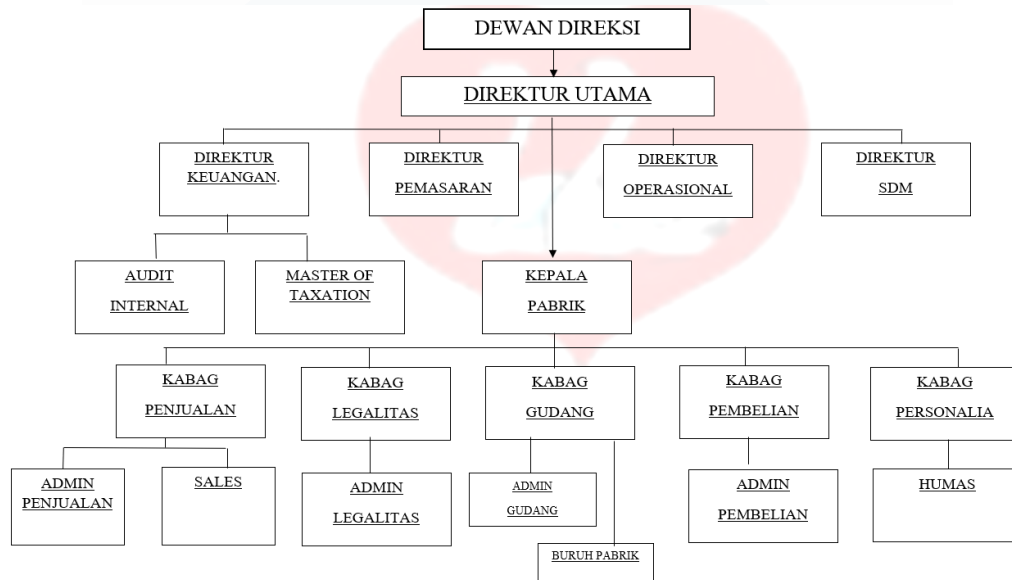 DEWAN DIREKSI
DIREKTUR UTAMA
DIREKTUR
KEUANGAN.
DIREKTUR
PEMASARAN
DIREKTUR
OPERASIONAL
DIREKTUR
SDM
AUDIT
INTERNAL
MASTER OF
TAXATION
KEPALA
PABRIK
KABAG
PENJUALAN
KABAG
LEGALITAS
KABAG
GUDANG
KABAG
PEMBELIAN
KABAG
PERSONALIA
ADMIN
PENJUALAN
SALES
ADMIN
LEGALITAS
ADMIN
GUDANG
ADMIN
PEMBELIAN
HUMAS
BURUH PABRIK